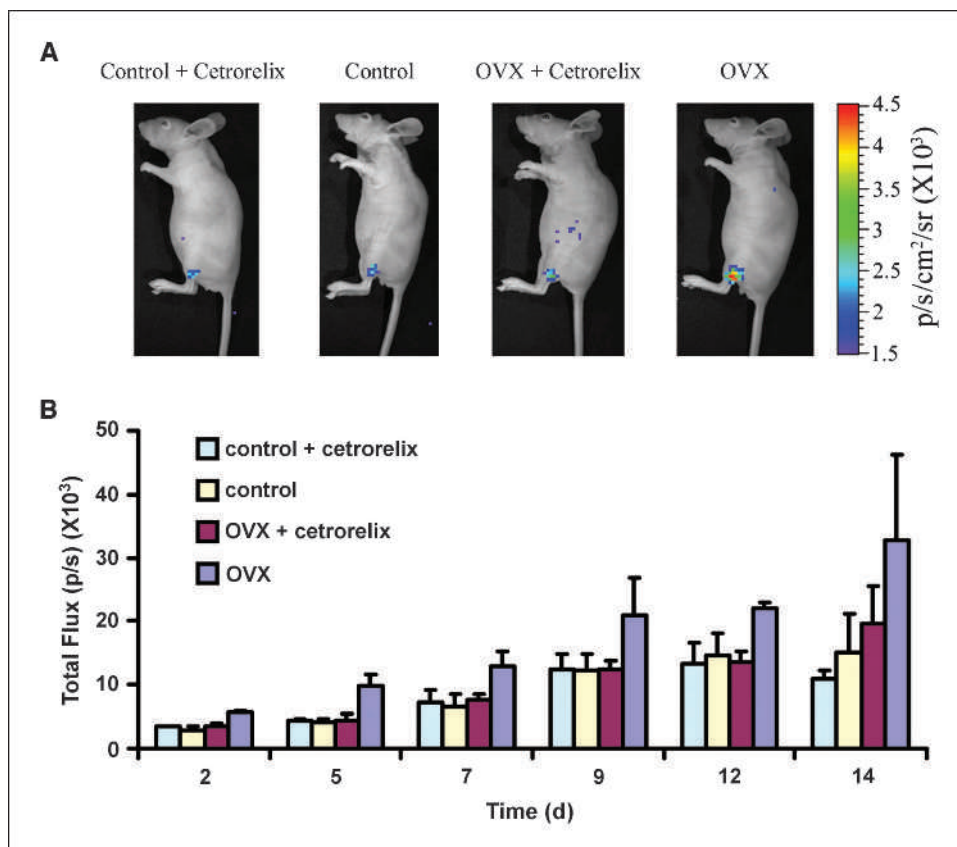 A
Control + Cetrorelix Control OVX + Cetrorelix OVX
4.5
4
3.5
3
2.5
2
1.5
p/s/cm²/sr (X10³)
B
50
40
30
20
10
0
Total Flux (p/s) (X10³)
control + cetrorelix
control
OVX + cetrorelix
OVX
2 5 7 9 12 14
Time (d)